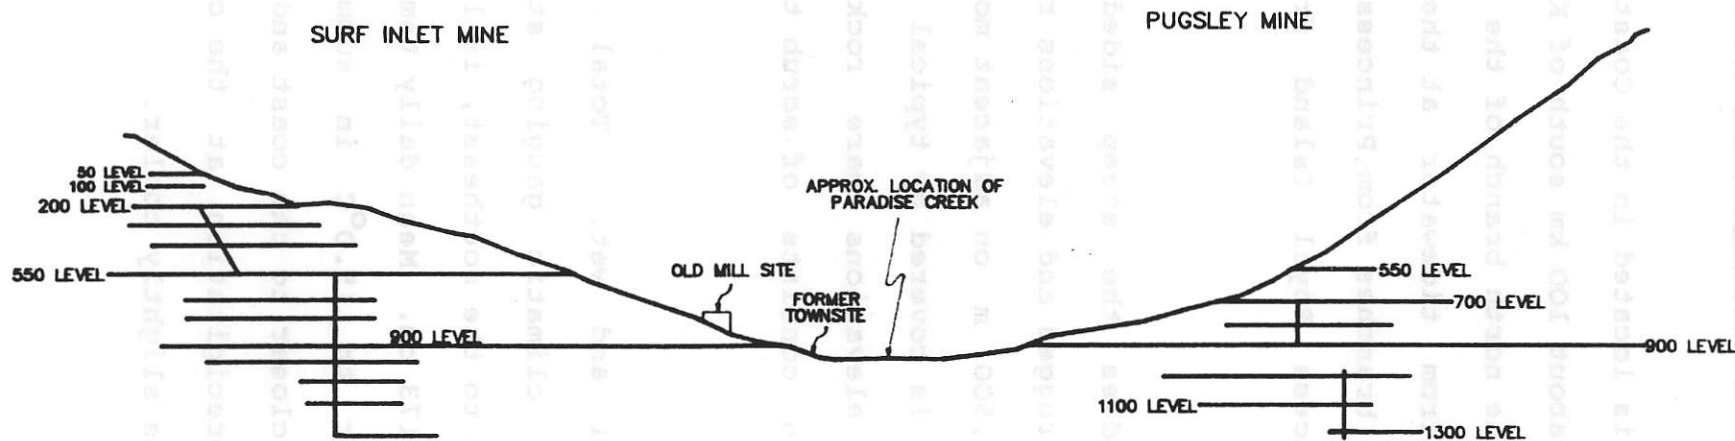 SURF INLET MINE
PUGSLEY MINE
50 LEVEL
100 LEVEL
200 LEVEL
550 LEVEL
900 LEVEL
OLD MILL SITE
FORMER
TOWNSITE
APPROX. LOCATION OF
PARADISE CREEK
550 LEVEL
700 LEVEL
900 LEVEL
1100 LEVEL
1300 LEVEL